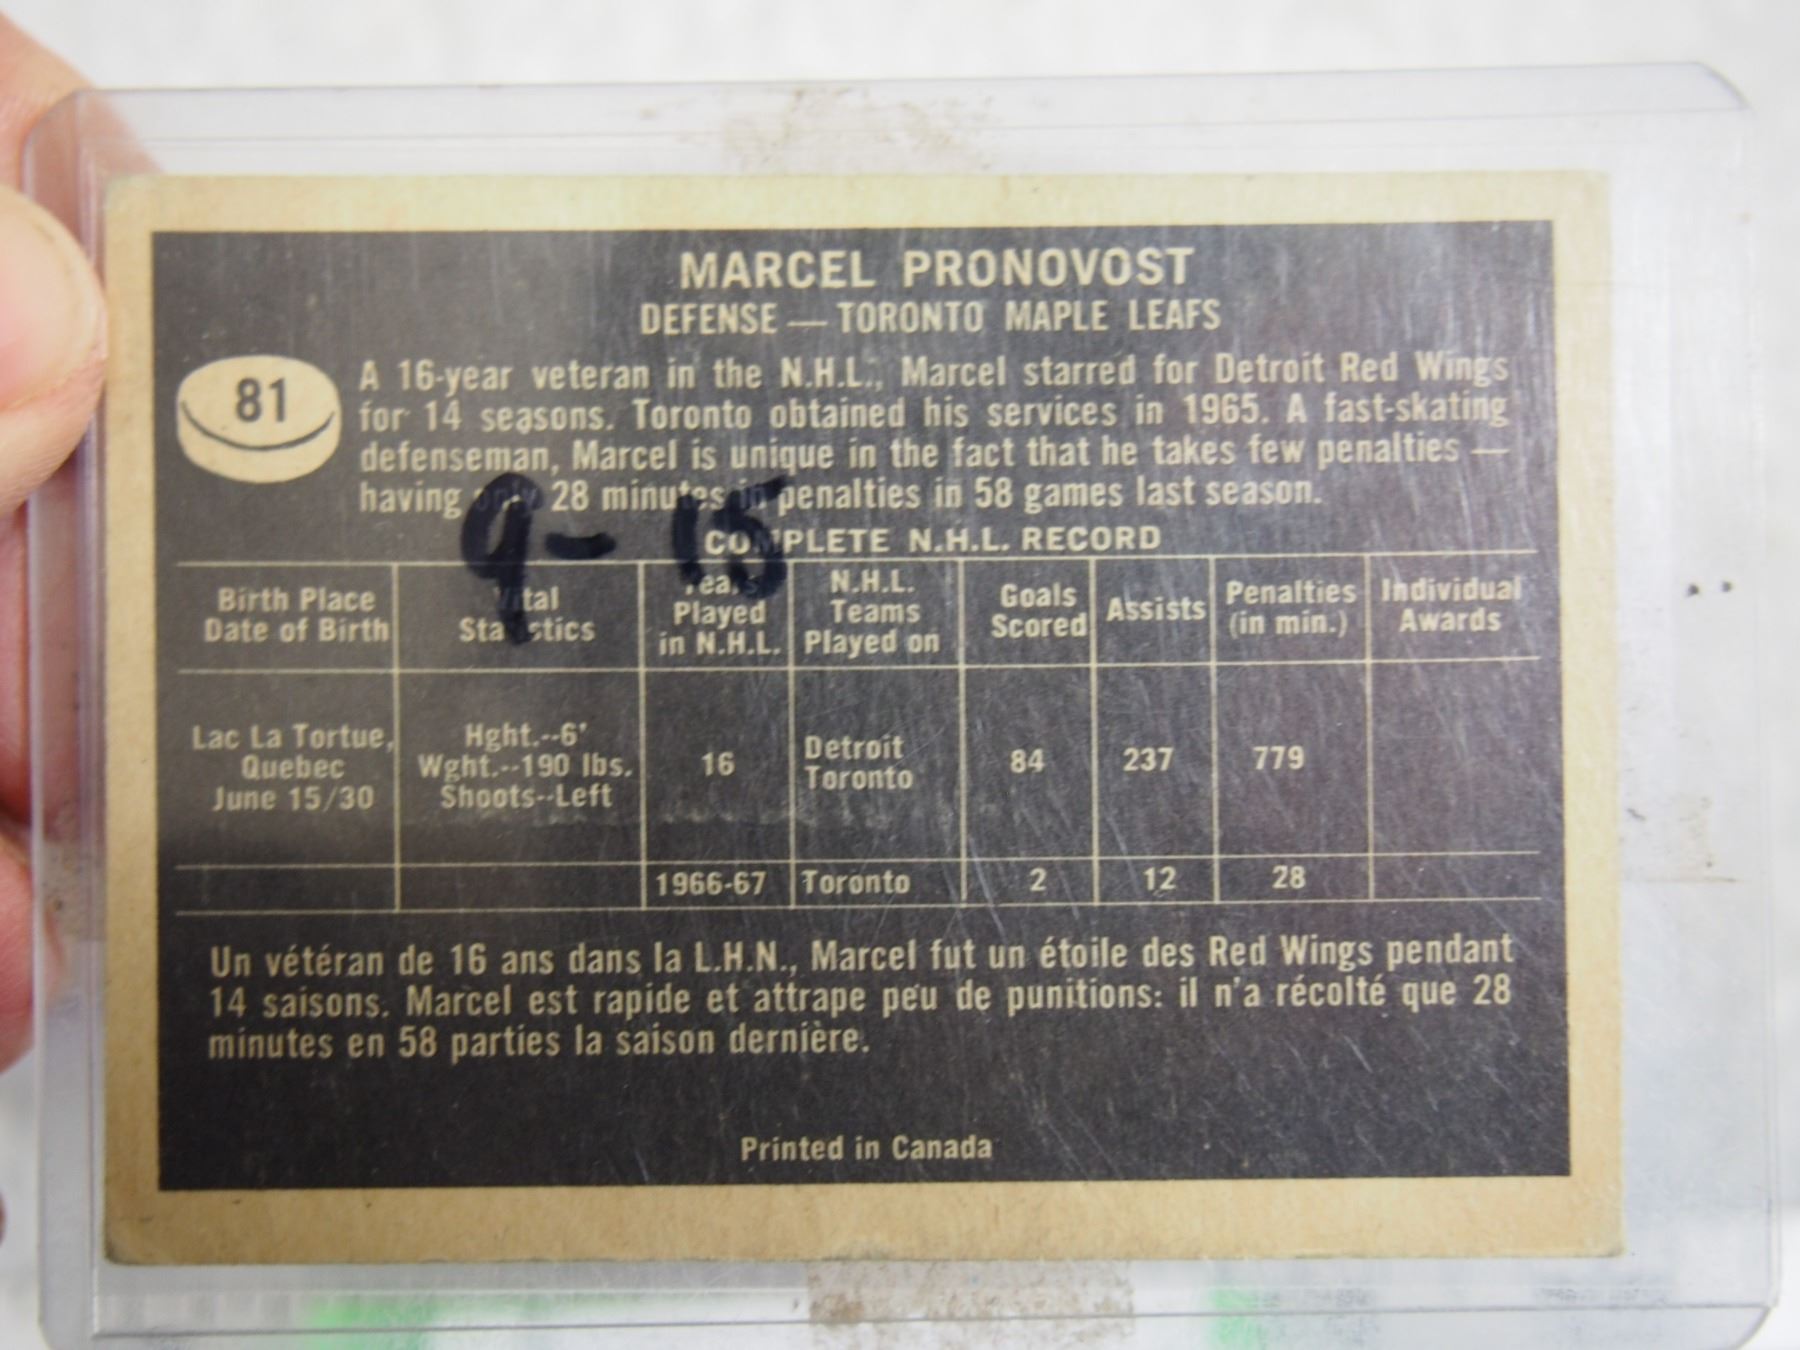 MARCEL PRONOVOST
DEFENSE — TORONTO MAPLE LEAFS
81
A 16-year veteran in the N.H.L., Marcel starred for Detroit Red Wings
for 14 seasons. Toronto obtained his services in 1965. A fast-skating
defenseman, Marcel is unique in the fact that he takes few penalties —
having only 28 minutes in penalties in 58 games last season.
9-15
COMPLETE N.H.L. RECORD
Birth Place
Date of Birth
Vital
Statistics
Years
Played
in N.H.L.
N.H.L.
Teams
Played on
Goals
Scored
Assists
Penalties
(in min.)
Individual
Awards
Lac La Tortue,
Quebec
June 15/30
Hght.--6'
Wght.--190 lbs.
Shoots--Left
16
Detroit
Toronto
84
237
779
1966-67
Toronto
2
12
28
Un vétéran de 16 ans dans la L.H.N., Marcel fut un étoile des Red Wings pendant
14 saisons. Marcel est rapide et attrape peu de punitions: il n'a récolté que 28
minutes en 58 parties la saison dernière.
Printed in Canada